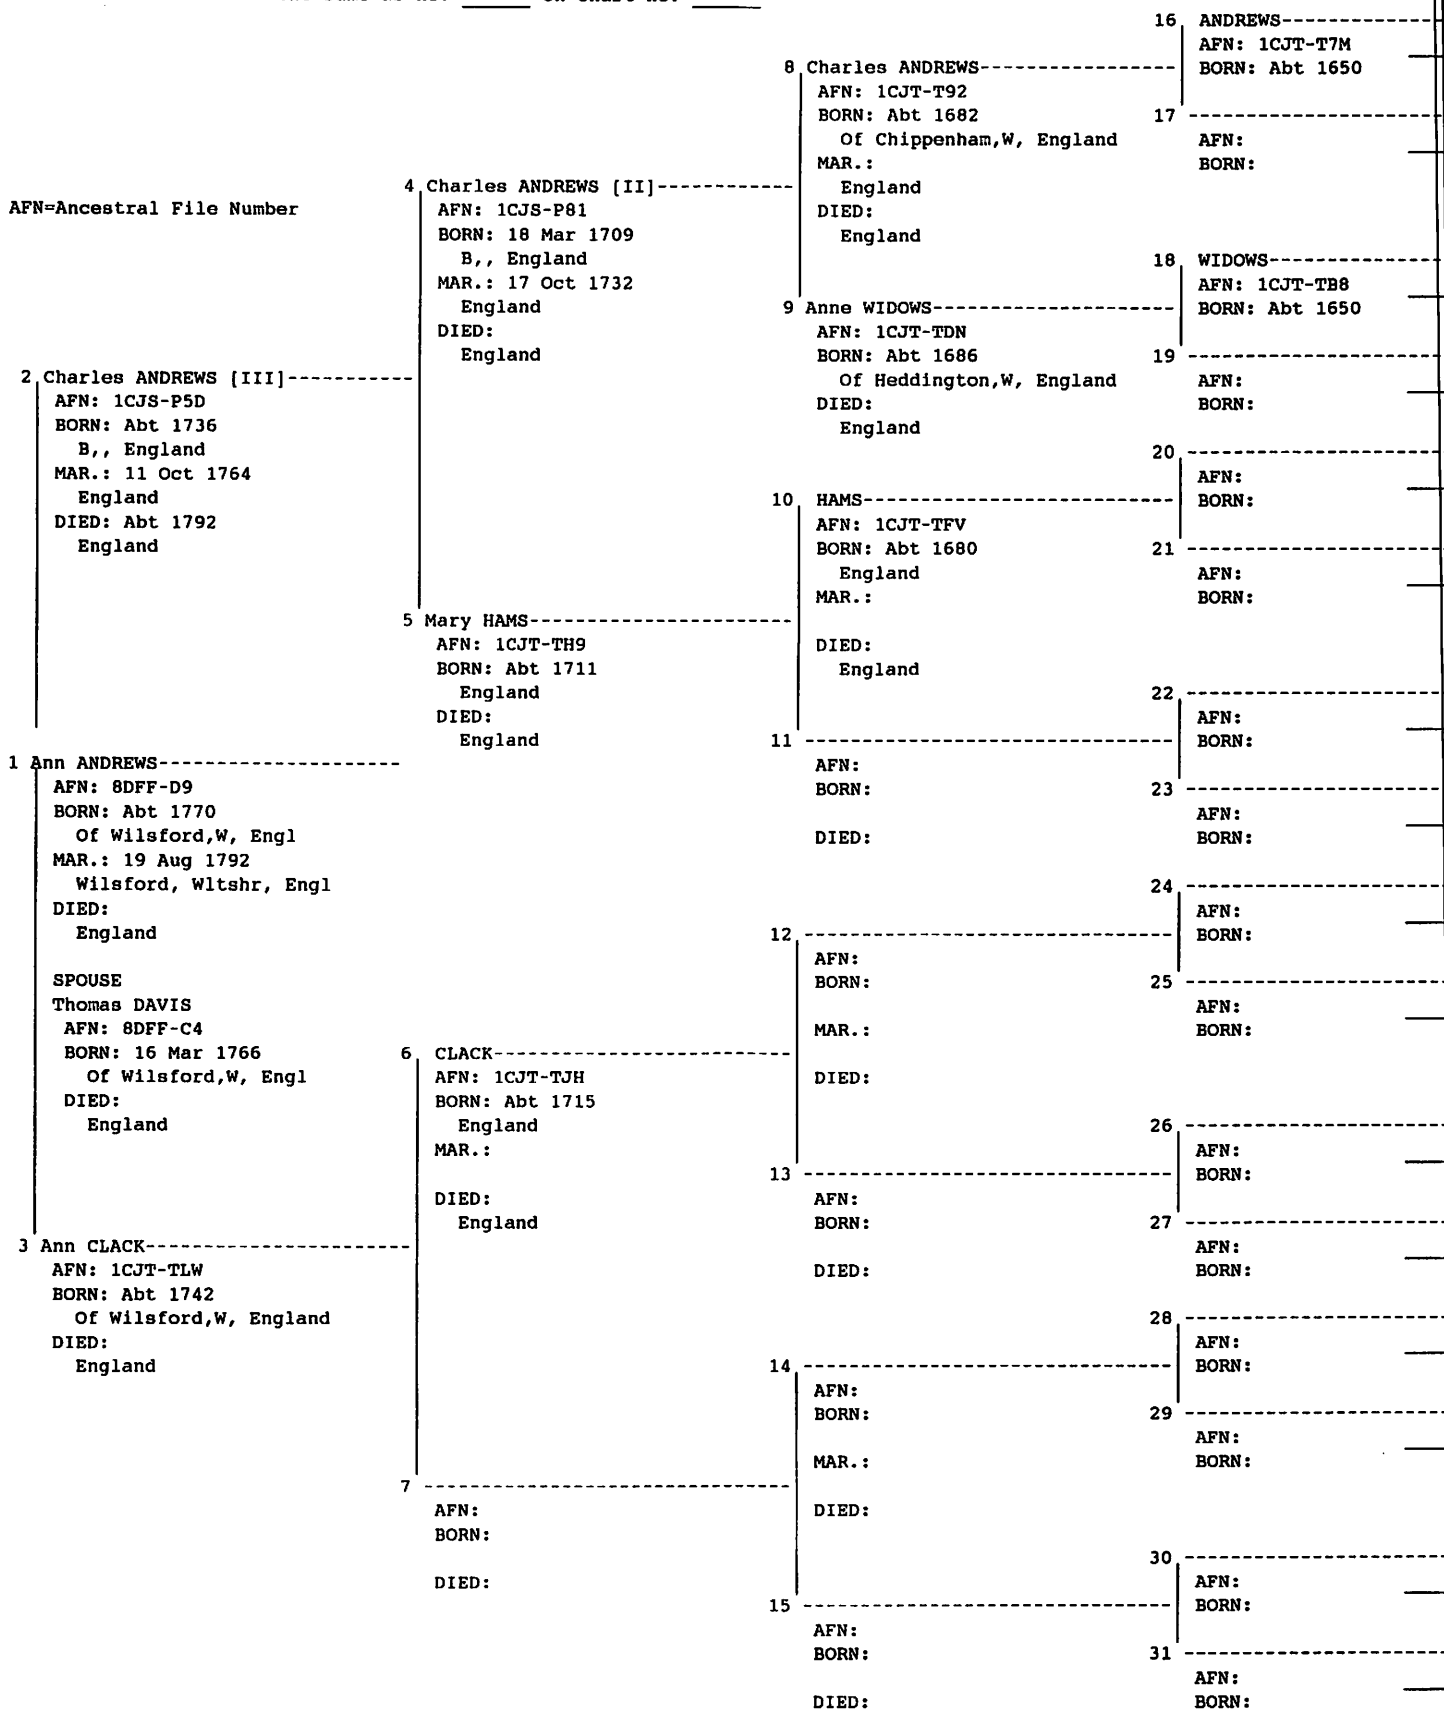 AFN=Ancestral File Number
1 Ann ANDREWS
AFN: 8DFF-D9
BORN: Abt 1770
Of Wilsford,W, Engl
MAR.: 19 Aug 1792
Wilsford, Wltshr, Engl
DIED:
England
SPOUSE
Thomas DAVIS
AFN: 8DFF-C4
BORN: 16 Mar 1766
Of Wilsford,W, Engl
DIED:
England
2 Charles ANDREWS [III]
AFN: 1CJS-P5D
BORN: Abt 1736
B,, England
MAR.: 11 Oct 1764
England
DIED: Abt 1792
England
3 Ann CLACK
AFN: 1CJT-TLW
BORN: Abt 1742
Of Wilsford,W, England
DIED:
England
4 Charles ANDREWS [II]
AFN: 1CJS-P81
BORN: 18 Mar 1709
B,, England
MAR.: 17 Oct 1732
England
DIED:
England
5 Mary HAMS
AFN: 1CJT-TH9
BORN: Abt 1711
England
DIED:
England
6 CLACK
AFN: 1CJT-TJH
BORN: Abt 1715
England
MAR.:
DIED:
England
7
AFN:
BORN:
DIED:
8 Charles ANDREWS
AFN: 1CJT-T92
BORN: Abt 1682
Of Chippenham,W, England
MAR.:
England
DIED:
England
9 Anne WIDOWS
AFN: 1CJT-TDN
BORN: Abt 1686
Of Heddington,W, England
DIED:
England
10 HAMS
AFN: 1CJT-TFV
BORN: Abt 1680
England
MAR.:
DIED:
England
11
AFN:
BORN:
DIED:
12
AFN:
BORN:
MAR.:
DIED:
13
AFN:
BORN:
DIED:
14
AFN:
BORN:
MAR.:
DIED:
15
AFN:
BORN:
DIED:
16 ANDREWS
AFN: 1CJT-T7M
BORN: Abt 1650
17
AFN:
BORN:
18 WIDOWS
AFN: 1CJT-TB8
BORN: Abt 1650
19
AFN:
BORN:
20
AFN:
BORN:
21
AFN:
BORN:
22
AFN:
BORN:
23
AFN:
BORN:
24
AFN:
BORN:
25
AFN:
BORN:
26
AFN:
BORN:
27
AFN:
BORN:
28
AFN:
BORN:
29
AFN:
BORN:
30
AFN:
BORN:
31
AFN:
BORN: